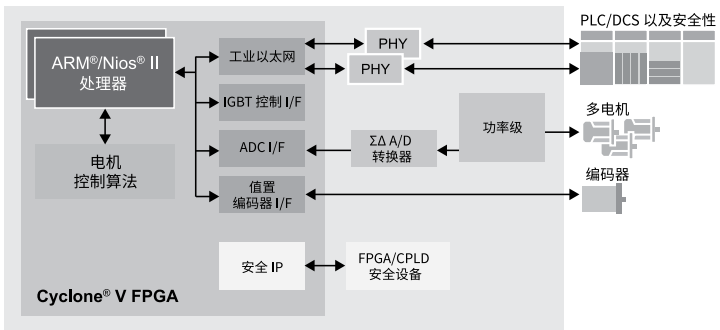 PLC/DCS 以及安全性
ARM®/Nios® II
处理器
工业以太网
PHY
PHY
IGBT 控制 I/F
多电机
电机
控制算法
ADC I/F
ΣΔ A/D
转换器
功率级
值置
编码器 I/F
编码器
安全 IP
FPGA/CPLD
安全设备
Cyclone® V FPGA